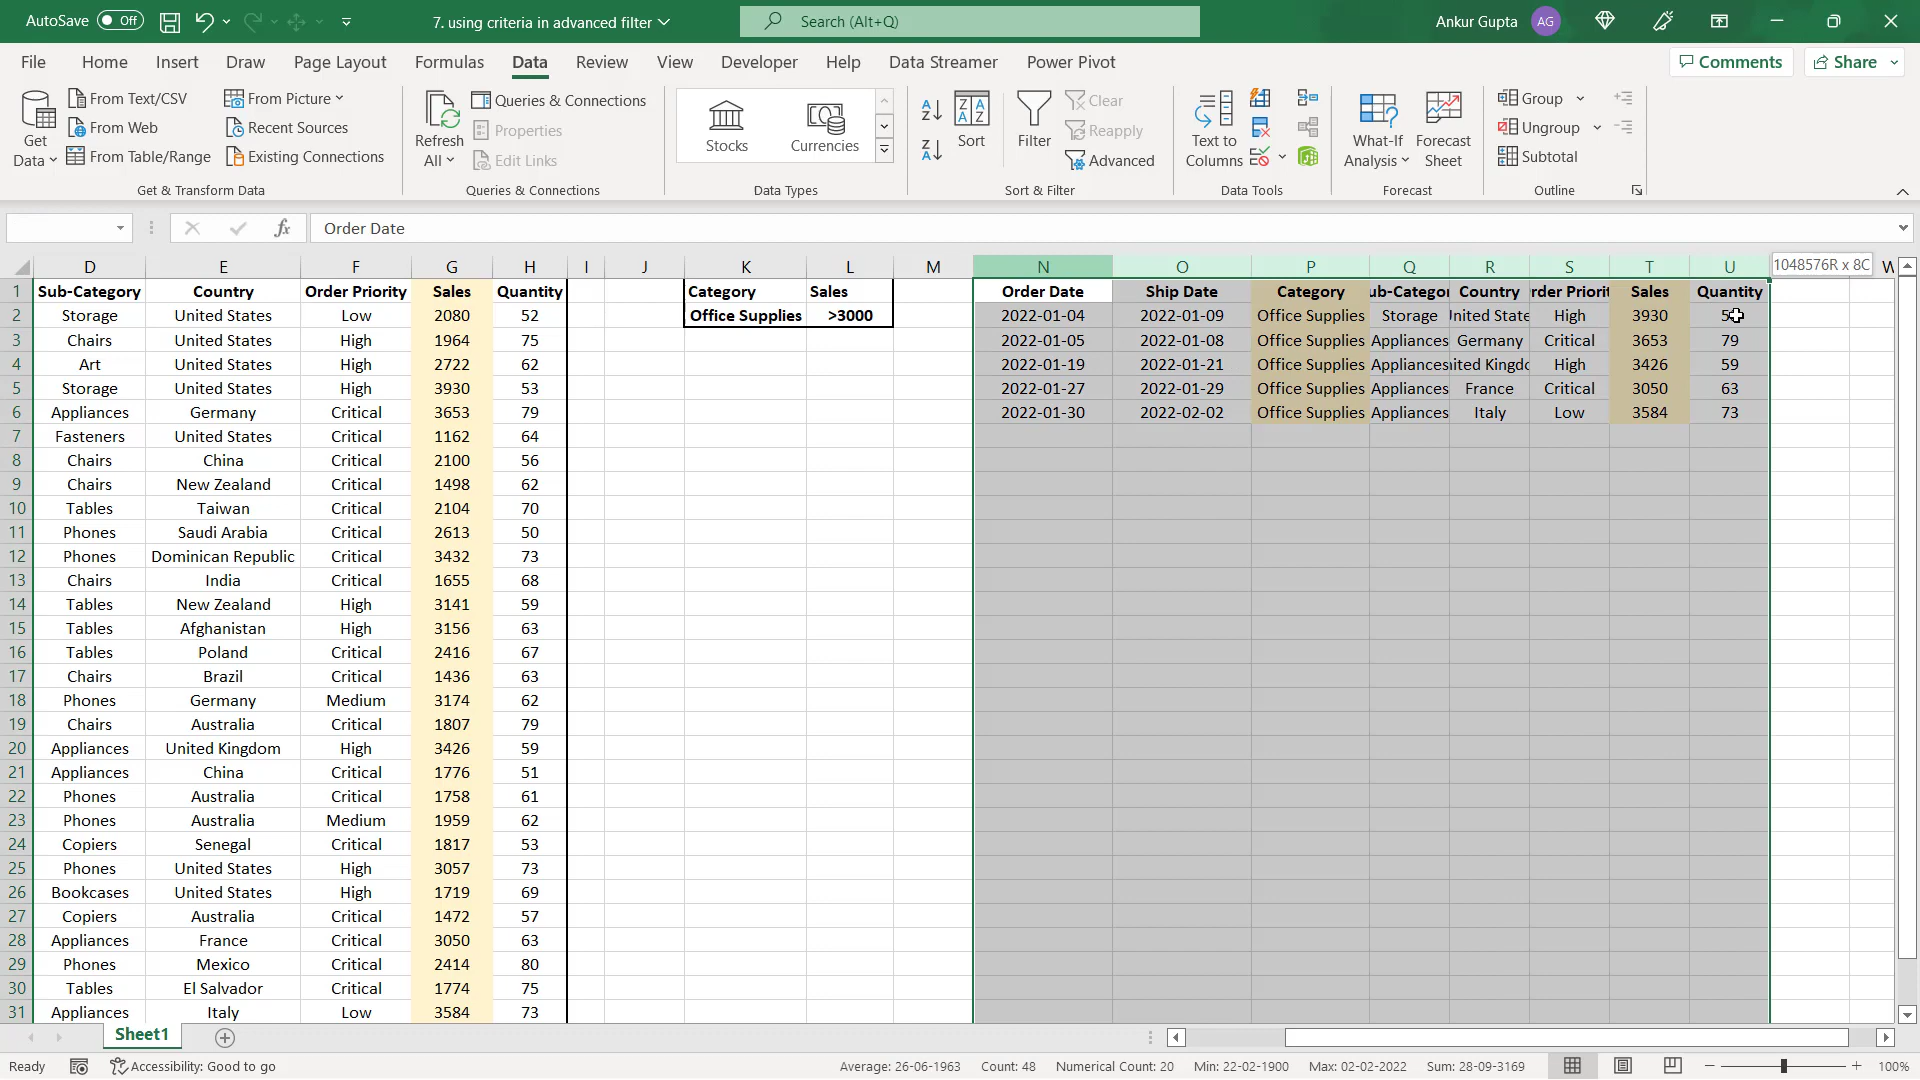 AutoSave Off 7. using criteria in advanced filter Search (Alt+Q) Ankur Gupta AG
File Home Insert Draw Page Layout Formulas Data Review View Developer Help Data Streamer Power Pivot Comments Share
Get Data From Text/CSV From Web From Table/Range From Picture Recent Sources Existing Connections
Refresh All Queries & Connections Properties Edit Links
Stocks Currencies
Sort Filter Clear Reapply Advanced
Text to Columns
What-If Analysis Forecast Sheet
Group Ungroup Subtotal
Get & Transform Data Queries & Connections Data Types Sort & Filter Data Tools Forecast Outline
fx Order Date
D E F G H I J K L M N O P Q R S T U 1048576R x 8C W
1 Sub-Category Country Order Priority Sales Quantity Category Sales Order Date Ship Date Category ub-Categor Country rder Priorit Sales Quantity
2 Storage United States Low 2080 52 Office Supplies >3000 2022-01-04 2022-01-09 Office Supplies Storage nited State High 3930
3 Chairs United States High 1964 75 2022-01-05 2022-01-08 Office Supplies Appliances Germany Critical 3653 79
4 Art United States High 2722 62 2022-01-19 2022-01-21 Office Supplies Appliances ited Kingdo High 3426 59
5 Storage United States High 3930 53 2022-01-27 2022-01-29 Office Supplies Appliances France Critical 3050 63
6 Appliances Germany Critical 3653 79 2022-01-30 2022-02-02 Office Supplies Appliances Italy Low 3584 73
7 Fasteners United States Critical 1162 64
8 Chairs China Critical 2100 56
9 Chairs New Zealand Critical 1498 62
10 Tables Taiwan Critical 2104 70
11 Phones Saudi Arabia Critical 2613 50
12 Phones Dominican Republic Critical 3432 73
13 Chairs India Critical 1655 68
14 Tables New Zealand High 3141 59
15 Tables Afghanistan High 3156 63
16 Tables Poland Critical 2416 67
17 Chairs Brazil Critical 1436 63
18 Phones Germany Medium 3174 62
19 Chairs Australia Critical 1807 79
20 Appliances United Kingdom High 3426 59
21 Appliances China Critical 1776 51
22 Phones Australia Critical 1758 61
23 Phones Australia Medium 1959 62
24 Copiers Senegal Critical 1817 53
25 Phones United States High 3057 73
26 Bookcases United States High 1719 69
27 Copiers Australia Critical 1472 57
28 Appliances France Critical 3050 63
29 Phones Mexico Critical 2414 80
30 Tables El Salvador Critical 1774 75
31 Appliances Italy Low 3584 73
Sheet1
Ready Accessibility: Good to go Average: 26-06-1963 Count: 48 Numerical Count: 20 Min: 22-02-1900 Max: 02-02-2022 Sum: 28-09-3169 100%